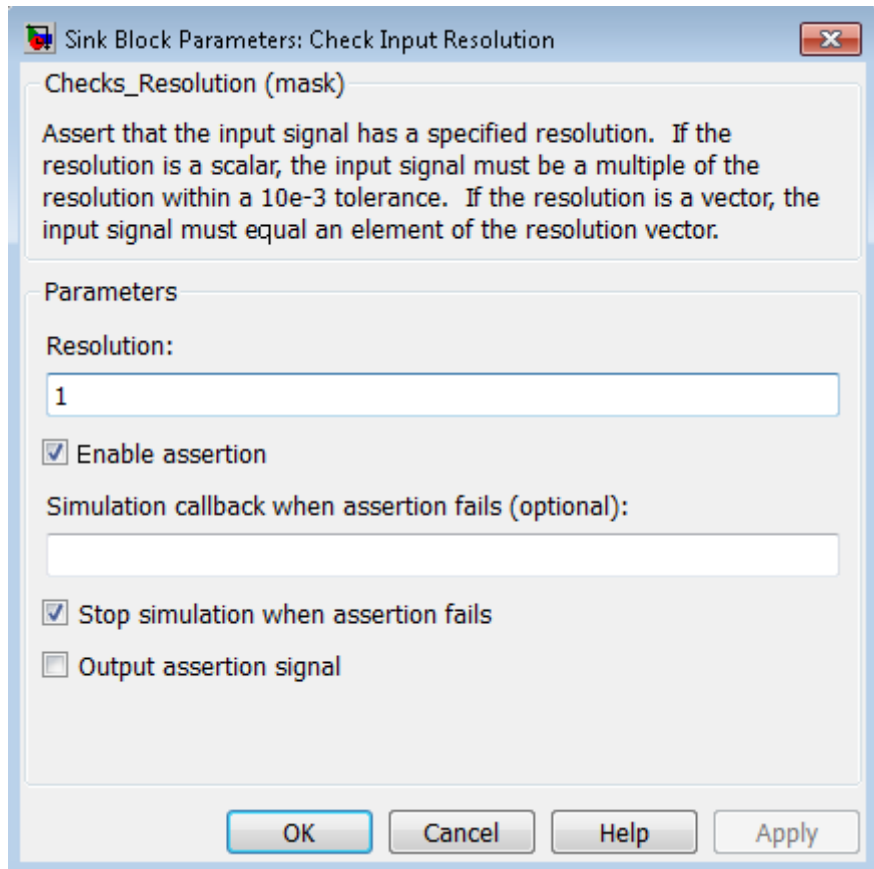 Sink Block Parameters: Check Input Resolution
Checks_Resolution (mask)
Assert that the input signal has a specified resolution.  If the
resolution is a scalar, the input signal must be a multiple of the
resolution within a 10e-3 tolerance.  If the resolution is a vector, the
input signal must equal an element of the resolution vector.
Parameters
Resolution:
1
Enable assertion
Simulation callback when assertion fails (optional):
Stop simulation when assertion fails
Output assertion signal
OK Cancel Help Apply